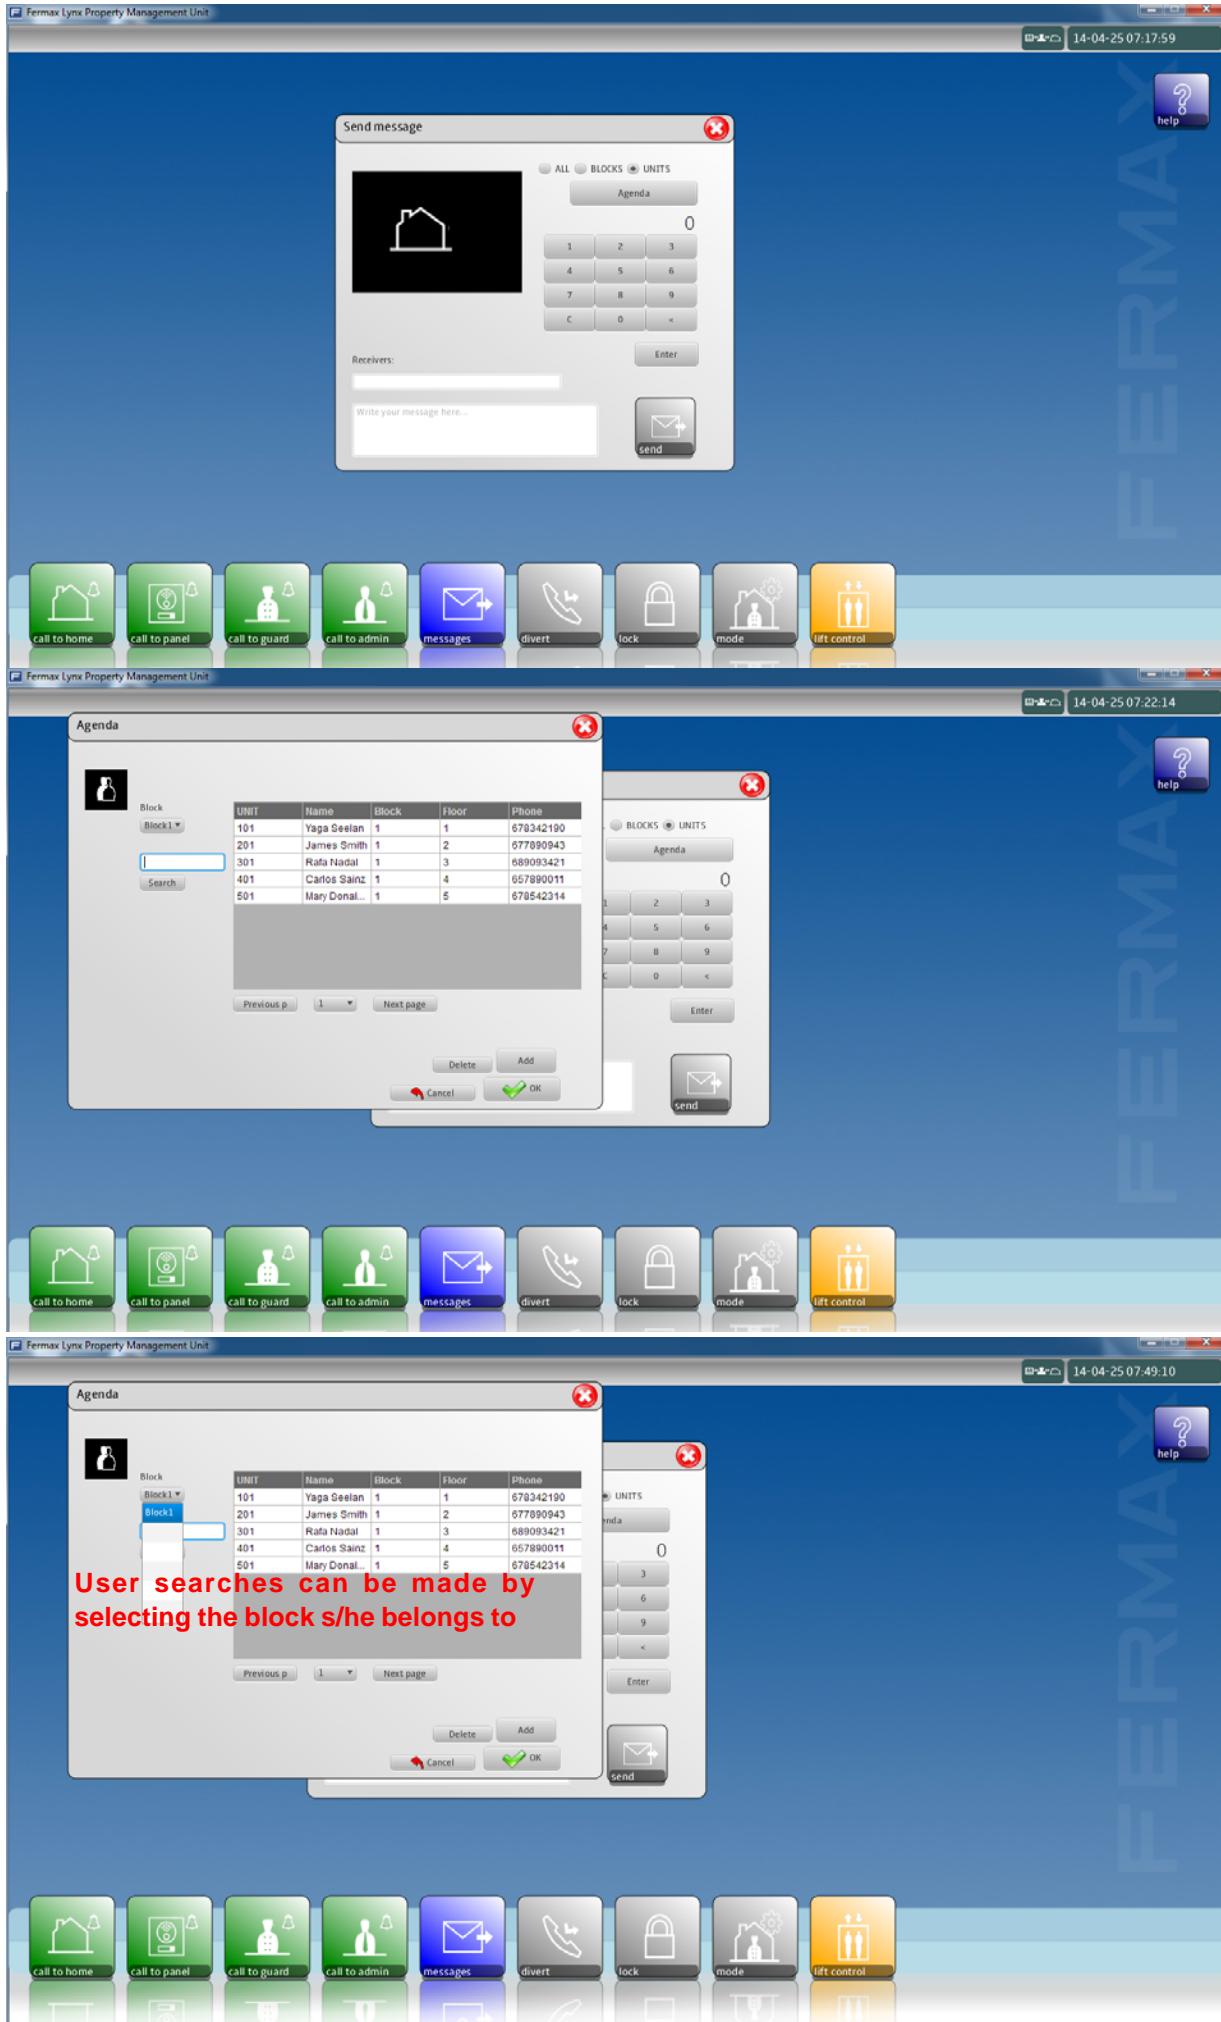 Fermax Lynx Property Management Unit
14-04-25 07:17:59
help
FERMAX
Send message
ALL BLOCKS UNITS
Agenda
0
1 2 3
4 5 6
7 8 9
C 0 <
Enter
Receivers:
Write your message here...
send
call to home call to panel call to guard call to admin messages divert lock mode lift control
Fermax Lynx Property Management Unit
14-04-25 07:22:14
help
FERMAX
Agenda
Block
Block1
Search
UNIT Name Block Floor Phone
101 Yaga Seelan 1 1 678342190
201 James Smith 1 2 677890943
301 Rafa Nadal 1 3 689093421
401 Carlos Sainz 1 4 657890011
501 Mary Donal... 1 5 678542314
Previous p 1 Next page
Delete Add
Cancel OK
BLOCKS UNITS
Agenda
0
1 2 3
4 5 6
7 8 9
C 0 <
Enter
send
call to home call to panel call to guard call to admin messages divert lock mode lift control
Fermax Lynx Property Management Unit
14-04-25 07:49:10
help
FERMAX
Agenda
Block
Block1
Block1
UNIT Name Block Floor Phone
101 Yaga Seelan 1 1 678342190
201 James Smith 1 2 677890943
301 Rafa Nadal 1 3 689093421
401 Carlos Sainz 1 4 657890011
501 Mary Donal... 1 5 678542314
User searches can be made by
selecting the block s/he belongs to
Previous p 1 Next page
Delete Add
Cancel OK
UNITS
enda
0
3
6
9
<
Enter
send
call to home call to panel call to guard call to admin messages divert lock mode lift control